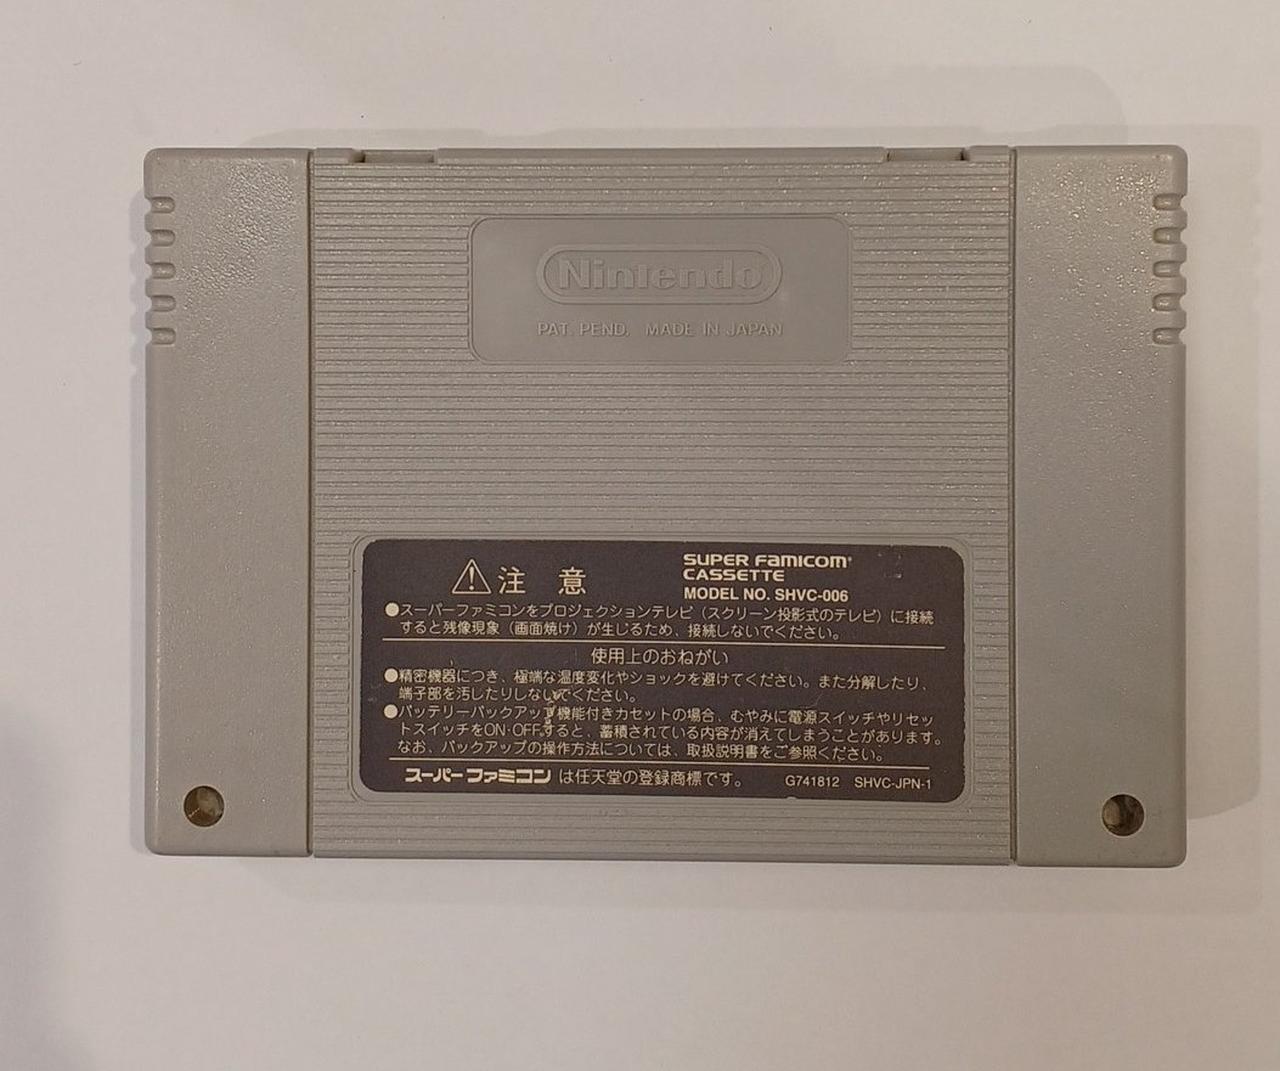 Nintendo
PAT. PEND. MADE IN JAPAN
⚠注 意
SUPER FAMICOM®
CASSETTE
MODEL NO. SHVC-006
●スーパーファミコンをプロジェクションテレビ（スクリーン投影式のテレビ）に接続
すると残像現象（画面焼け）が生じるため、接続しないでください。
使用上のおねがい
●精密機器につき、極端な温度変化やショックを避けてください。また分解したり、
端子部を汚したりしないでください。
●バッテリーバックアップ機能付きカセットの場合、むやみに電源スイッチやリセッ
トスイッチをON・OFFすると、蓄積されている内容が消えてしまうことがあります。
なお、バックアップの操作方法については、取扱説明書をご参照ください。
スーパーファミコン は任天堂の登録商標です。
G741812 SHVC-JPN-1